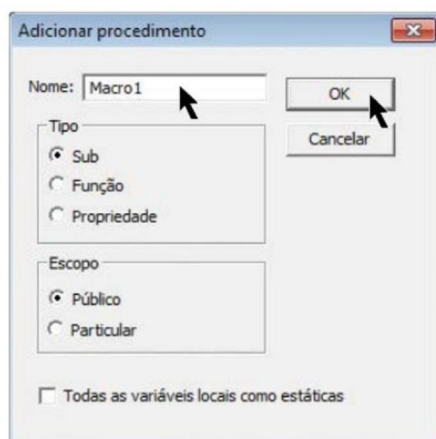 Adicionar procedimento
Nome: Macro1
OK
Cancelar
Tipo
Sub
Função
Propriedade
Escopo
Público
Particular
Todas as variáveis locais como estáticas